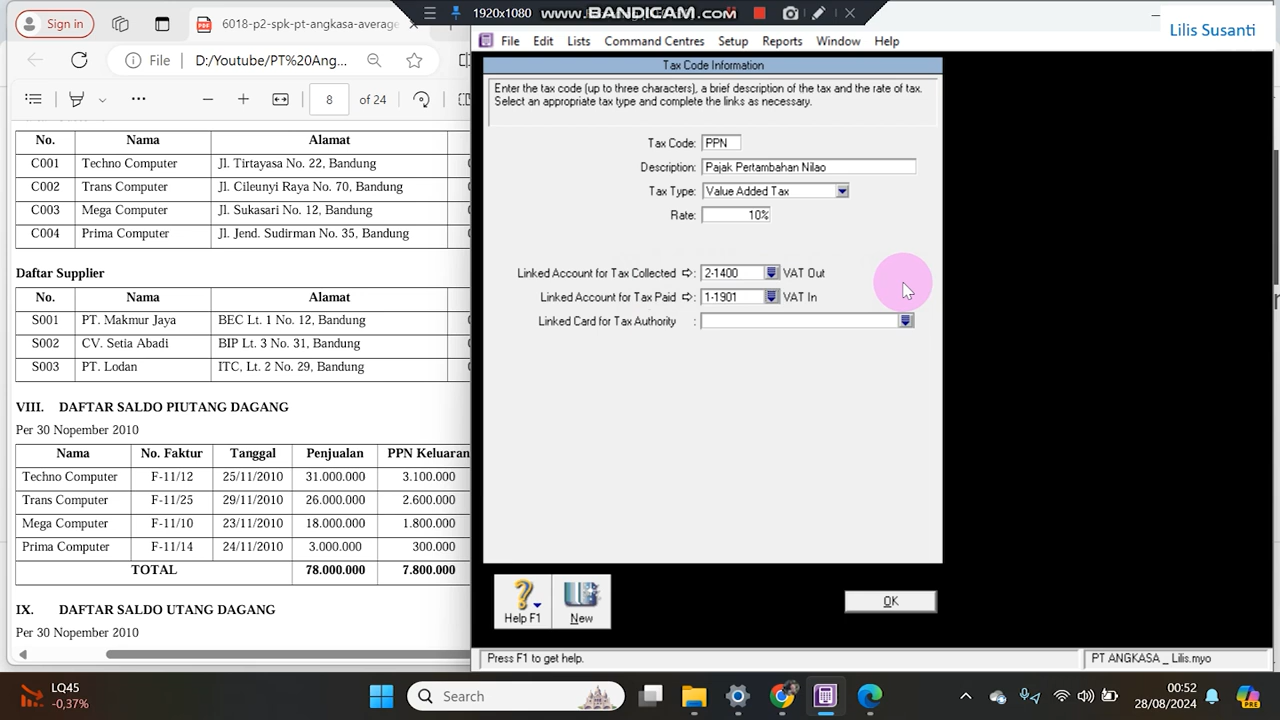 Sign in
6018-p2-spk-pt-angkasa-average
1920x1080 www.BANDICAM.com
Lilis Susanti
File D:/Youtube/PT Ang...
8 of 24
File Edit Lists Command Centres Setup Reports Window Help
Tax Code Information
Enter the tax code (up to three characters), a brief description of the tax and the rate of tax.
Select an appropriate tax type and complete the links as necessary.
Tax Code: PPN
Description: Pajak Pertambahan Nilao
Tax Type: Value Added Tax
Rate: 10%
Linked Account for Tax Collected : 2-1400 VAT Out
Linked Account for Tax Paid : 1-1901 VAT In
Linked Card for Tax Authority :
Help F1
New
OK
Press F1 to get help.
PT ANGKASA _ Lilis.myo
No. Nama Alamat
C001 Techno Computer Jl. Tirtayasa No. 22, Bandung
C002 Trans Computer Jl. Cileunyi Raya No. 70, Bandung
C003 Mega Computer Jl. Sukasari No. 12, Bandung
C004 Prima Computer Jl. Jend. Sudirman No. 35, Bandung
Daftar Supplier
No. Nama Alamat
S001 PT. Makmur Jaya BEC Lt. 1 No. 12, Bandung
S002 CV. Setia Abadi BIP Lt. 3 No. 31, Bandung
S003 PT. Lodan ITC, Lt. 2 No. 29, Bandung
VIII. DAFTAR SALDO PIUTANG DAGANG
Per 30 Nopember 2010
Nama No. Faktur Tanggal Penjualan PPN Keluaran
Techno Computer F-11/12 25/11/2010 31.000.000 3.100.000
Trans Computer F-11/25 29/11/2010 26.000.000 2.600.000
Mega Computer F-11/10 23/11/2010 18.000.000 1.800.000
Prima Computer F-11/14 24/11/2010 3.000.000 300.000
TOTAL 78.000.000 7.800.000
IX. DAFTAR SALDO UTANG DAGANG
Per 30 Nopember 2010
LQ45
-0.37%
Search
00:52
28/08/2024